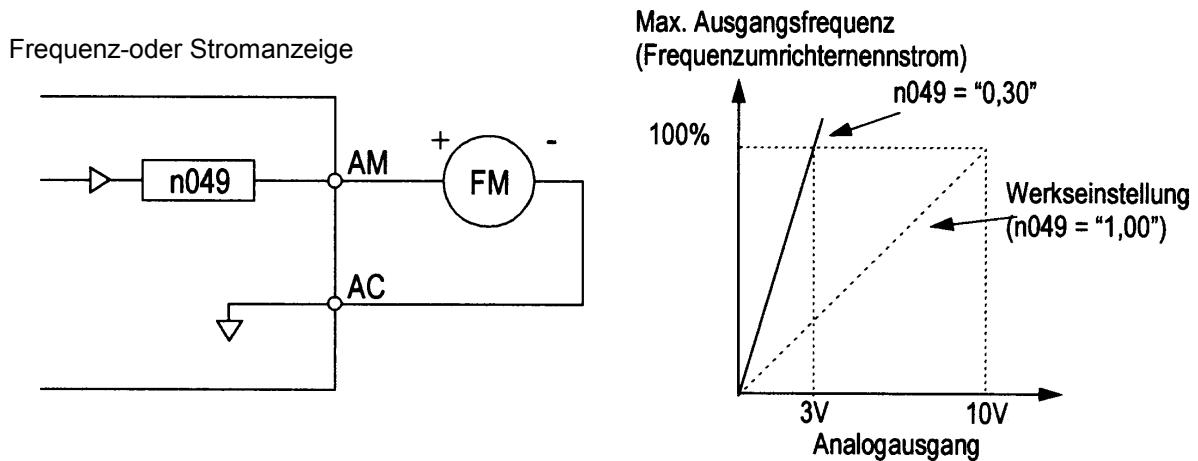 Frequenz-oder Stromanzeige
n049
AM
+
-
FM
AC
Max. Ausgangsfrequenz
(Frequenzumrichternennstrom)
n049 = “0,30”
100%
Werkseinstellung
(n049 = “1,00”)
3V
10V
Analogausgang